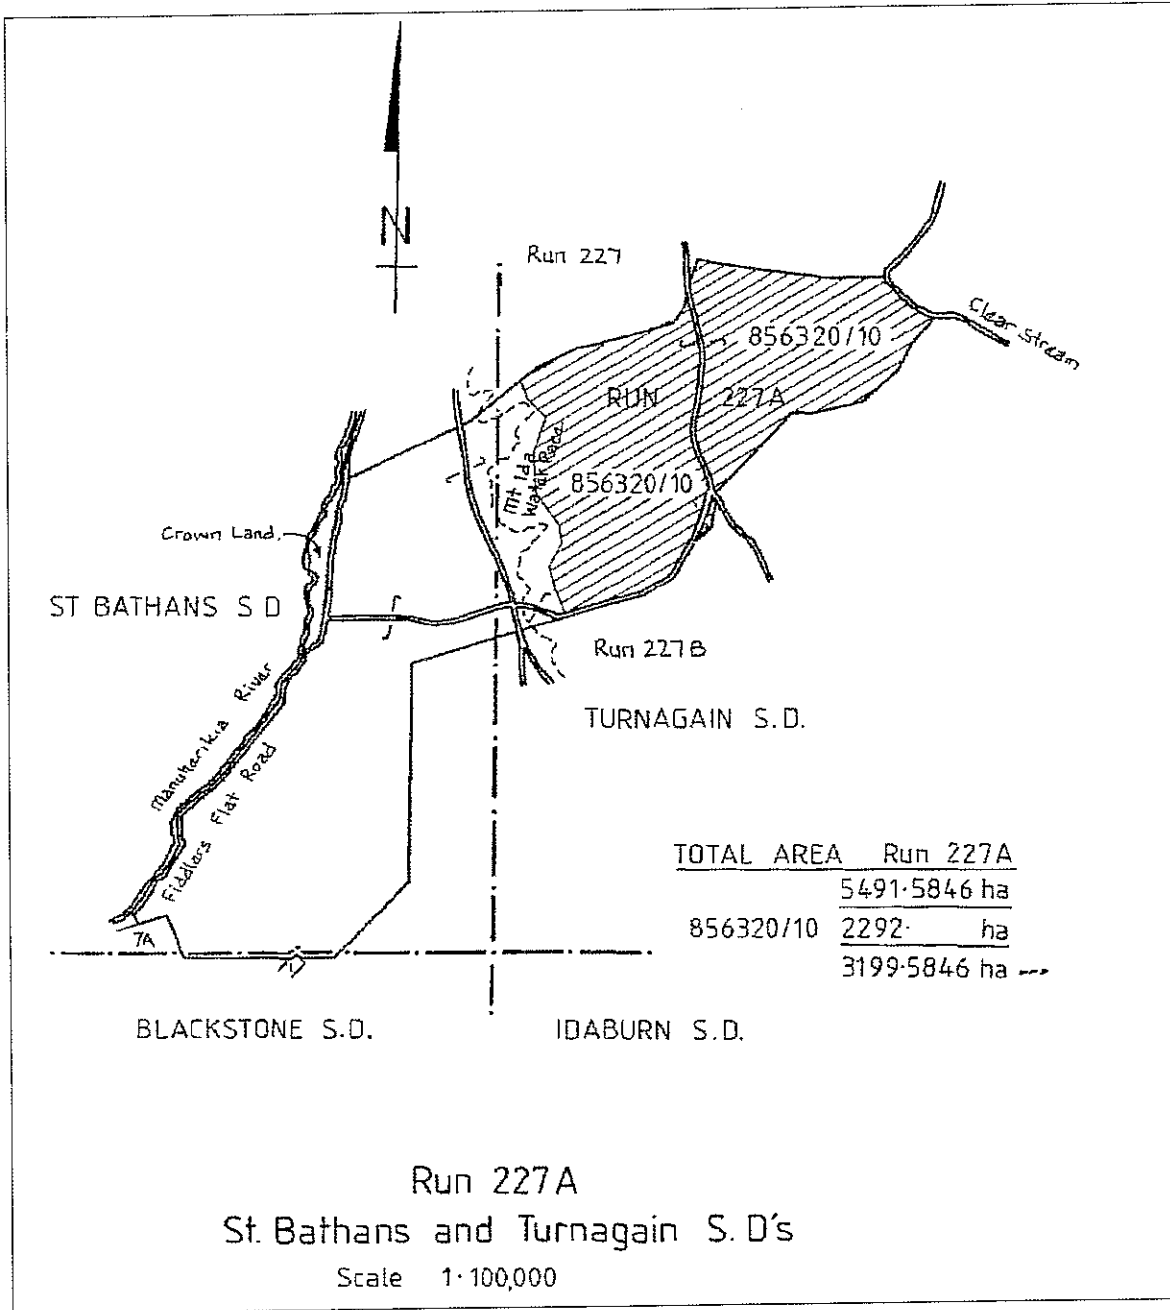 N
Run 227
Clear Stream
856320/10
RUN 227A
856320/10
Mt Ida
Water Race
Crown Land
ST BATHANS S D
Run 227B
TURNAGAIN S.D.
Manuharikia River
Fiddlars Flat Road
7A
TOTAL AREA Run 227A
5491·5846 ha
856320/10 2292· ha
3199·5846 ha
BLACKSTONE S.D.
IDABURN S.D.
Run 227A
St. Bathans and Turnagain S. D's
Scale 1·100,000